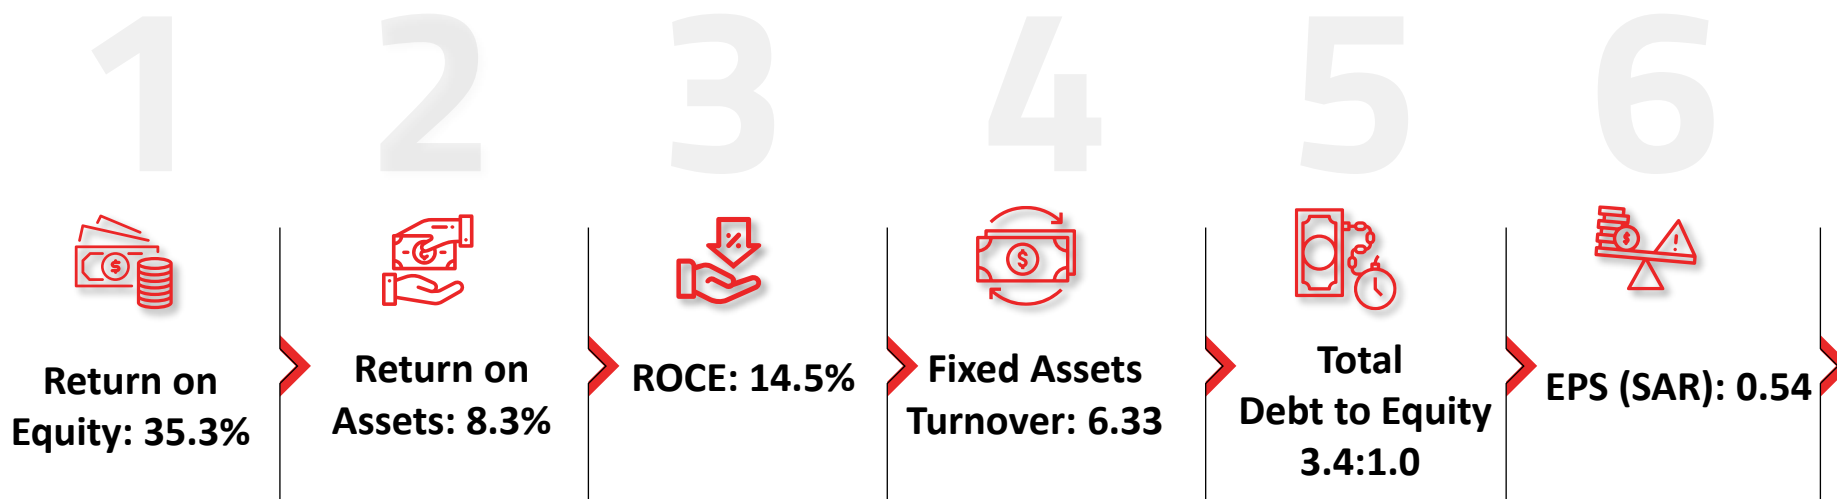 1
2
3
4
5
6
Return on
Equity: 35.3%
Return on
Assets: 8.3%
ROCE: 14.5%
Fixed Assets
Turnover: 6.33
Total
Debt to Equity
3.4:1.0
EPS (SAR): 0.54